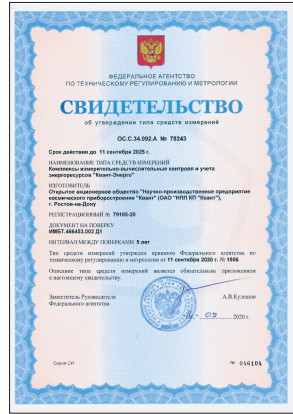 ФЕДЕРАЛЬНОЕ АГЕНТСТВО
ПО ТЕХНИЧЕСКОМУ РЕГУЛИРОВАНИЮ И МЕТРОЛОГИИ
СВИДЕТЕЛЬСТВО
об утверждении типа средств измерений
ОС.С.34.092.А № 78243
Срок действия до 11 сентября 2025 г.
НАИМЕНОВАНИЕ ТИПА СРЕДСТВ ИЗМЕРЕНИЙ
Комплексы измерительно-вычислительные контроля и учета
энергоресурсов "Квант-Энерго"
ИЗГОТОВИТЕЛЬ
Открытое акционерное общество "Научно-производственное предприятие
космического приборостроения "Квант" (ОАО "НПП КП "Квант"),
г. Ростов-на-Дону
РЕГИСТРАЦИОННЫЙ № 79165-20
ДОКУМЕНТ НА ПОВЕРКУ
ИМБТ.466453.002 Д1
ИНТЕРВАЛ МЕЖДУ ПОВЕРКАМИ 5 лет
Тип средств измерений утвержден приказом Федерального агентства по
техническому регулированию и метрологии от 11 сентября 2020 г. № 1506
Описание типа средств измерений является обязательным приложением
к настоящему свидетельству.
Заместитель Руководителя А.В.Кулешов
Федерального агентства
09 2020 г.
Серия СИ № 046104